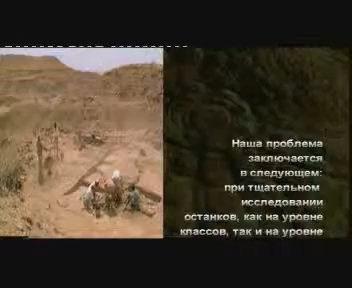 Наша проблема
заключается
в следующем:
при тщательном
исследовании
останков, как на уровне
классов, так и на уровне